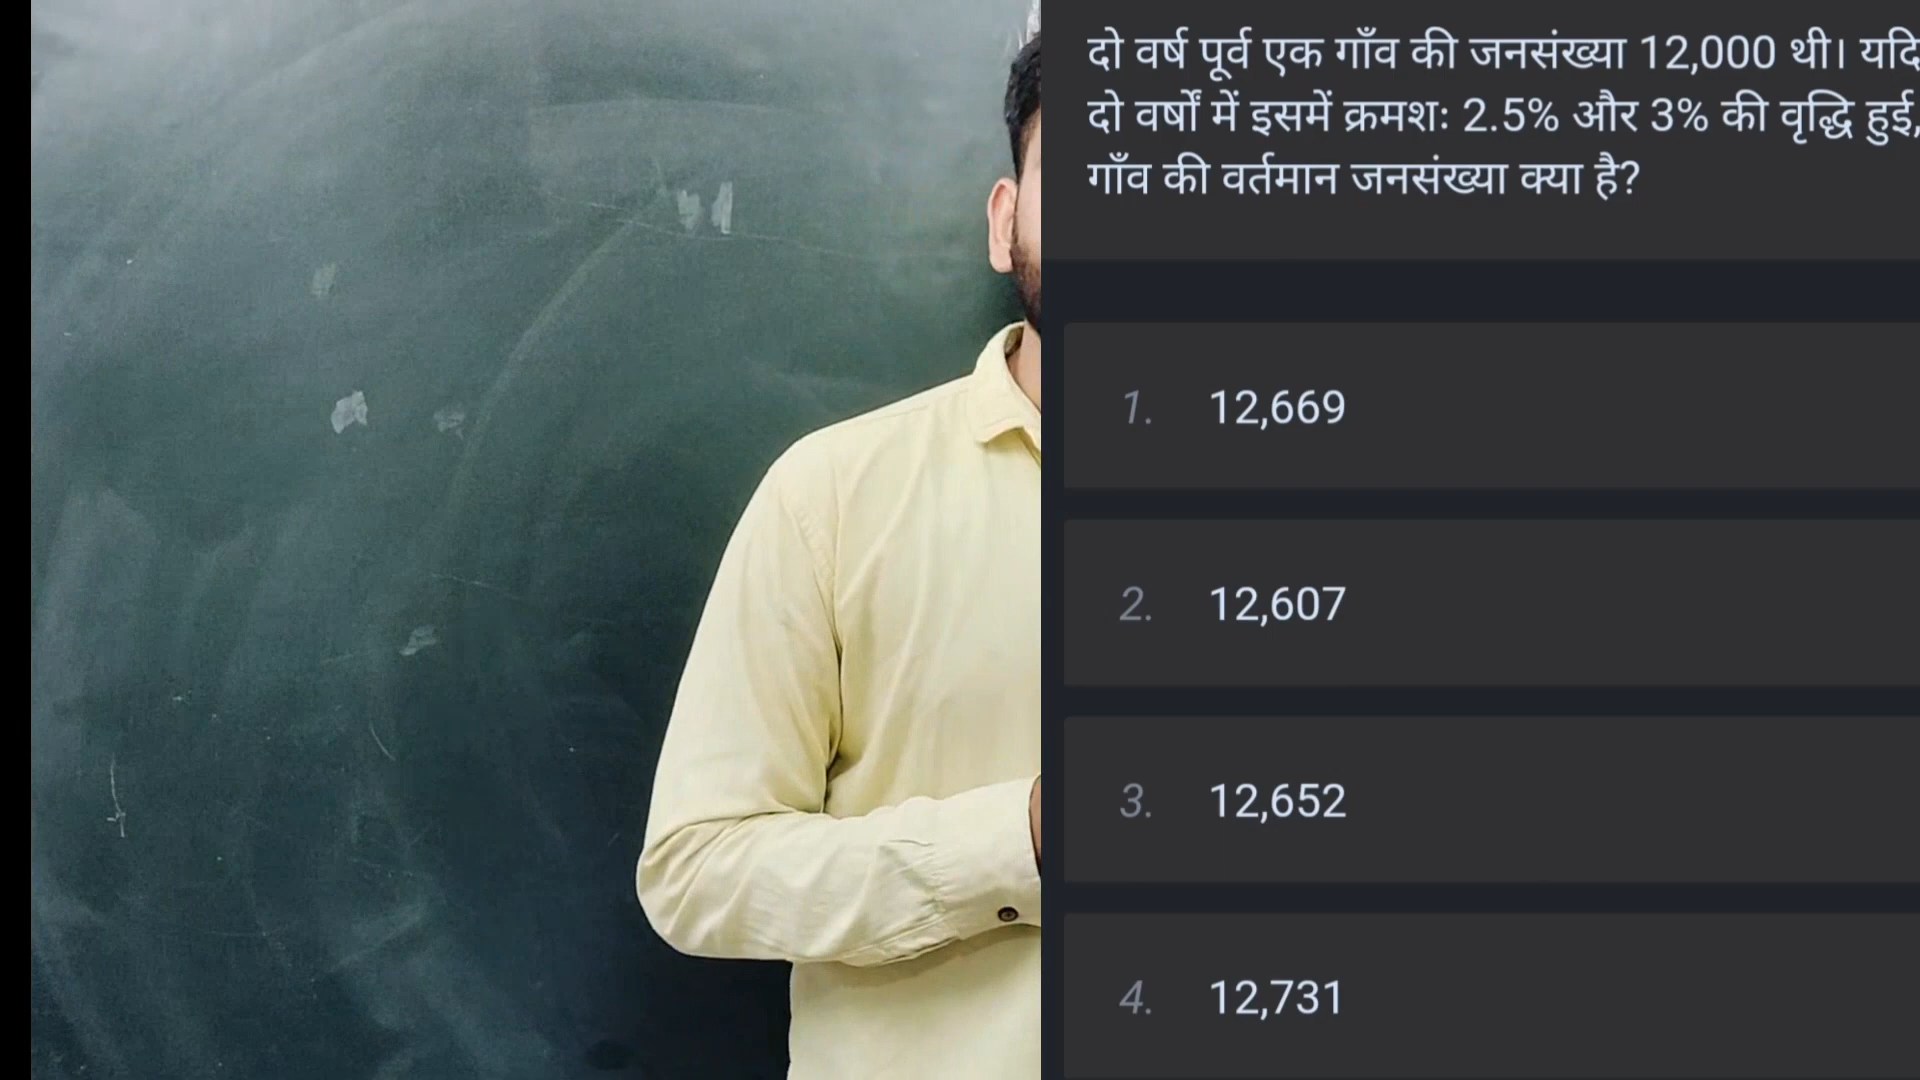 दो वर्ष पूर्व एक गाँव की जनसंख्या 12,000 थी। यदि
दो वर्षों में इसमें क्रमशः 2.5% और 3% की वृद्धि हुई,
गाँव की वर्तमान जनसंख्या क्या है?
1. 12,669
2. 12,607
3. 12,652
4. 12,731